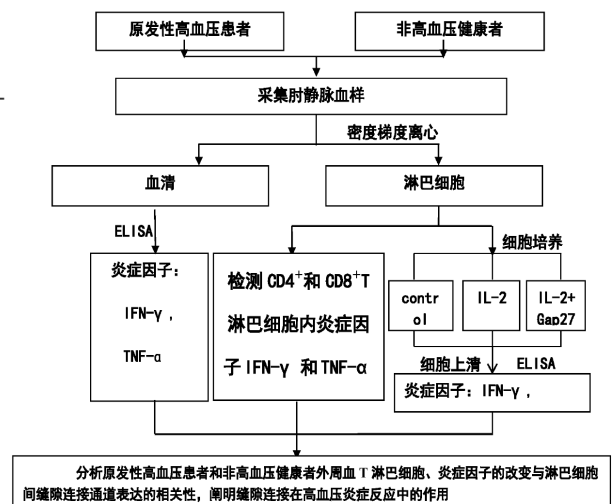 原发性高血压患者
非高血压健康者
采集肘静脉血样
密度梯度离心
血清
淋巴细胞
ELISA
细胞培养
炎症因子：
IFN-γ，
TNF-α
检测 CD4⁺和 CD8⁺T
淋巴细胞内炎症因
子 IFN-γ 和 TNF-α
contr
ol
IL-2
IL-2+
Gap27
细胞上清
ELISA
炎症因子：IFN-γ，
分析原发性高血压患者和非高血压健康者外周血 T 淋巴细胞、炎症因子的改变与淋巴细胞
间缝隙连接通道表达的相关性，阐明缝隙连接在高血压炎症反应中的作用